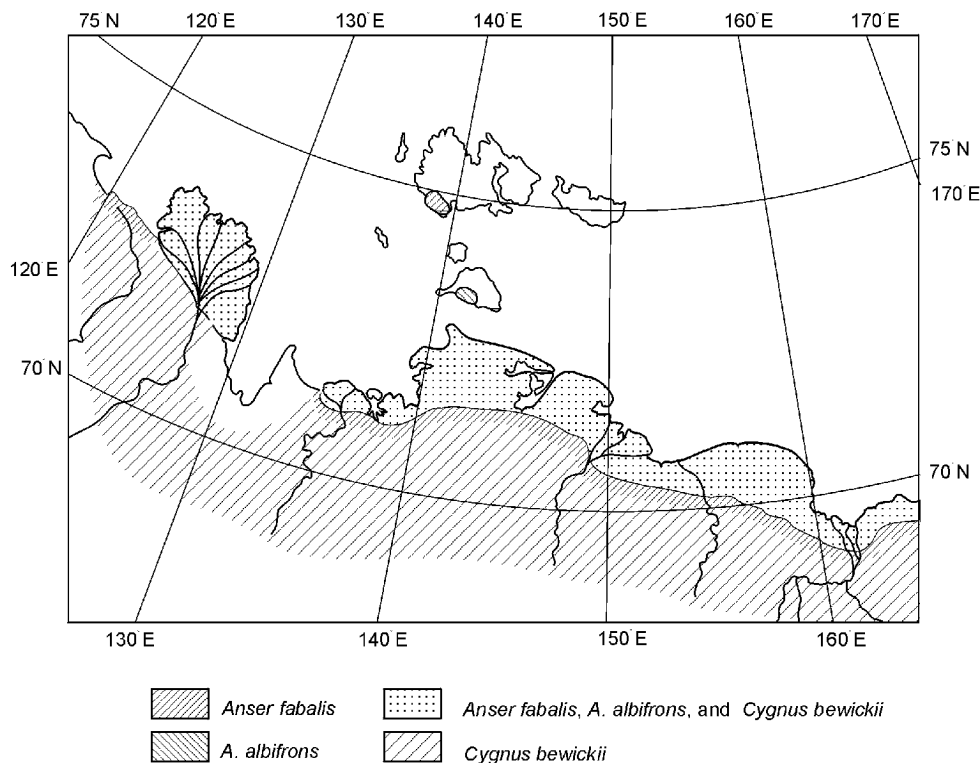 75° N 120° E 130° E 140° E 150° E 160° E 170° E
75° N
170° E
120° E
70° N
70° N
130° E 140° E 150° E 160° E
Anser fabalis Anser fabalis, A. albifrons, and Cygnus bewickii
A. albifrons Cygnus bewickii